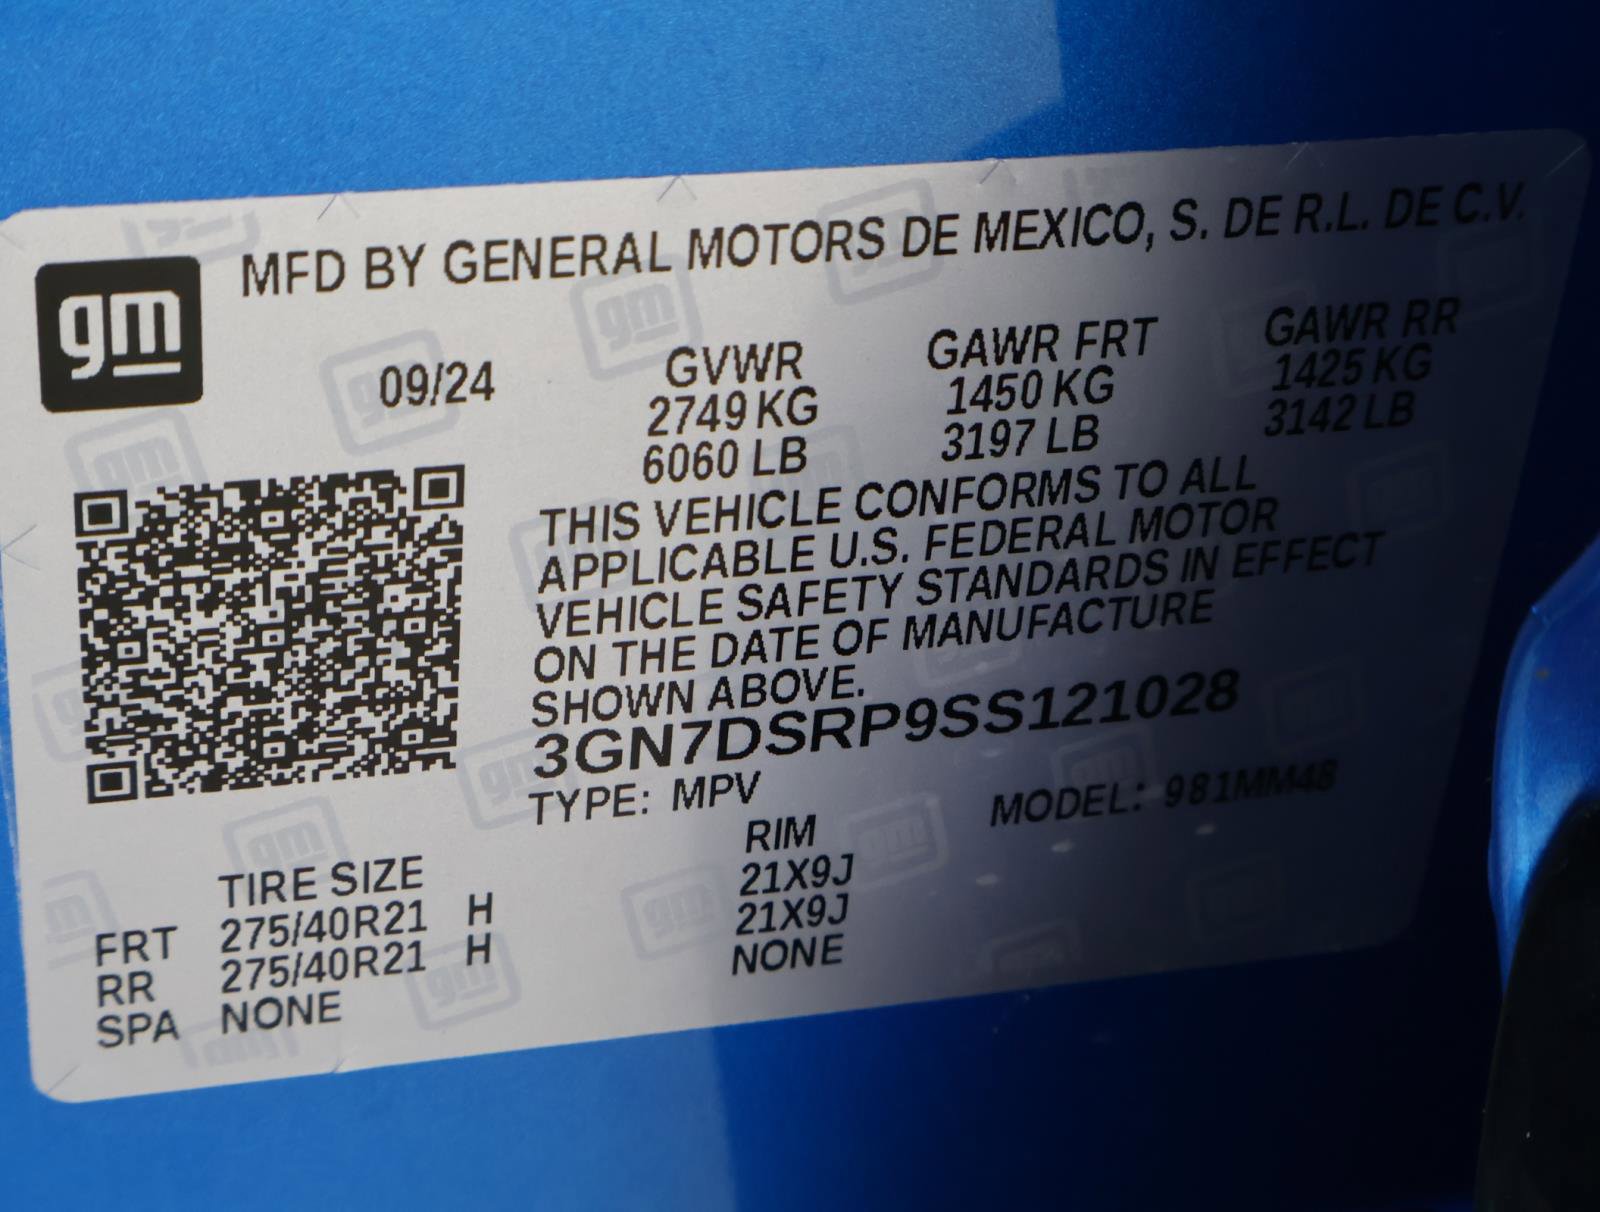 gm
MFD BY GENERAL MOTORS DE MEXICO, S. DE R.L. DE C.V.
09/24 GVWR GAWR FRT GAWR RR
2749 KG 1450 KG 1425 KG
6060 LB 3197 LB 3142 LB
THIS VEHICLE CONFORMS TO ALL
APPLICABLE U.S. FEDERAL MOTOR
VEHICLE SAFETY STANDARDS IN EFFECT
ON THE DATE OF MANUFACTURE
SHOWN ABOVE.
3GN7DSRP9SS121028
TYPE: MPV MODEL: 981MM48
TIRE SIZE RIM
FRT 275/40R21 H 21X9J
RR 275/40R21 H 21X9J
SPA NONE NONE